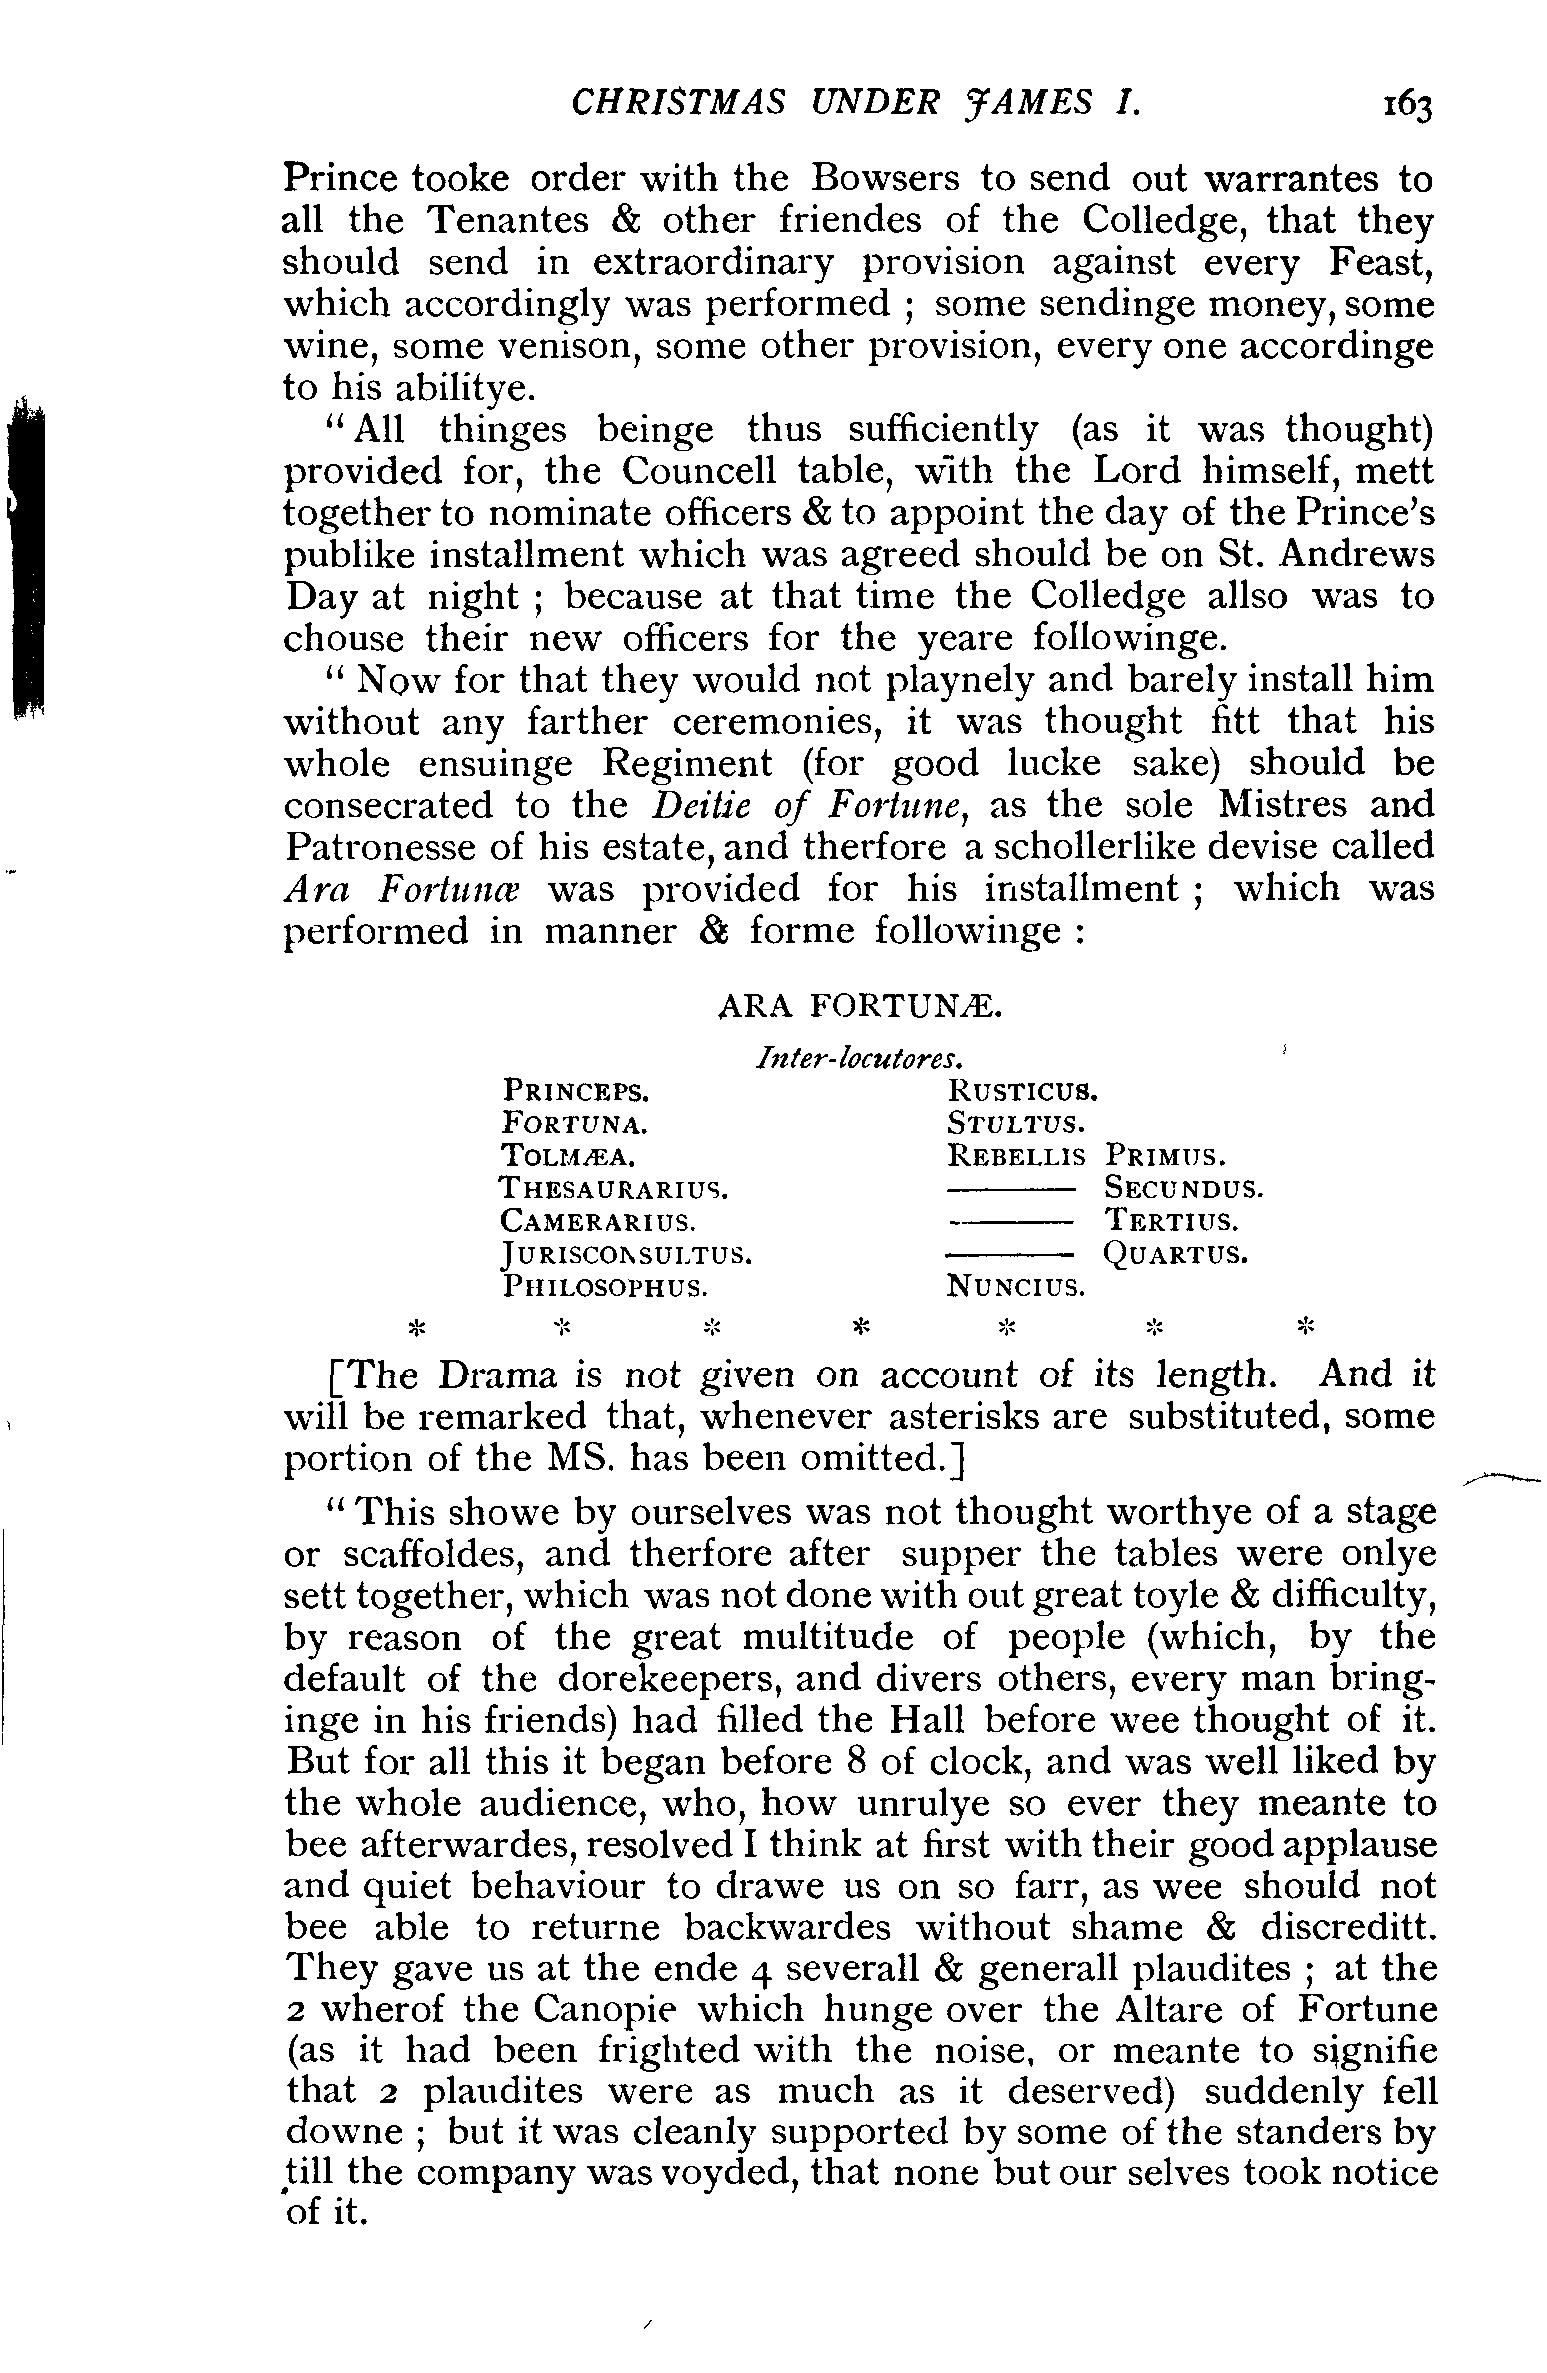 CHRISTMAS UNDER JAMES I. 163
Prince tooke order with the Bowsers to send out warrantes to
all the Tenantes & other friendes of the Colledge, that they
should send in extraordinary provision against every Feast,
which accordingly was performed ; some sendinge money, some
wine, some venison, some other provision, every one accordinge
to his abilitye.
“ All thinges beinge thus sufficiently (as it was thought)
provided for, the Councell table, with the Lord himself, mett
together to nominate officers & to appoint the day of the Prince’s
publike installment which was agreed should be on St. Andrews
Day at night ; because at that time the Colledge allso was to
chouse their new officers for the yeare followinge.
“ Now for that they would not playnely and barely install him
without any farther ceremonies, it was thought fitt that his
whole ensuinge Regiment (for good lucke sake) should be
consecrated to the Deitie of Fortune, as the sole Mistres and
Patronesse of his estate, and therfore a schollerlike devise called
Ara Fortunæ was provided for his installment ; which was
performed in manner & forme followinge :
ARA FORTUNÆ.
Inter-locutores.
PRINCEPS. RUSTICUS.
FORTUNA. STULTUS.
TOLMÆA. REBELLIS PRIMUS.
THESAURARIUS. ——— SECUNDUS.
CAMERARIUS. ——— TERTIUS.
JURISCONSULTUS. ——— QUARTUS.
PHILOSOPHUS. NUNCIUS.
* * * * * * *
[The Drama is not given on account of its length. And it
will be remarked that, whenever asterisks are substituted, some
portion of the MS. has been omitted.]
“ This showe by ourselves was not thought worthye of a stage
or scaffoldes, and therfore after supper the tables were onlye
sett together, which was not done with out great toyle & difficulty,
by reason of the great multitude of people (which, by the
default of the dorekeepers, and divers others, every man bring-
inge in his friends) had filled the Hall before wee thought of it.
But for all this it began before 8 of clock, and was well liked by
the whole audience, who, how unrulye so ever they meante to
bee afterwardes, resolved I think at first with their good applause
and quiet behaviour to drawe us on so farr, as wee should not
bee able to returne backwardes without shame & discreditt.
They gave us at the ende 4 severall & generall plaudites ; at the
2 wherof the Canopie which hunge over the Altare of Fortune
(as it had been frighted with the noise, or meante to signifie
that 2 plaudites were as much as it deserved) suddenly fell
downe ; but it was cleanly supported by some of the standers by
till the company was voyded, that none but our selves took notice
of it.